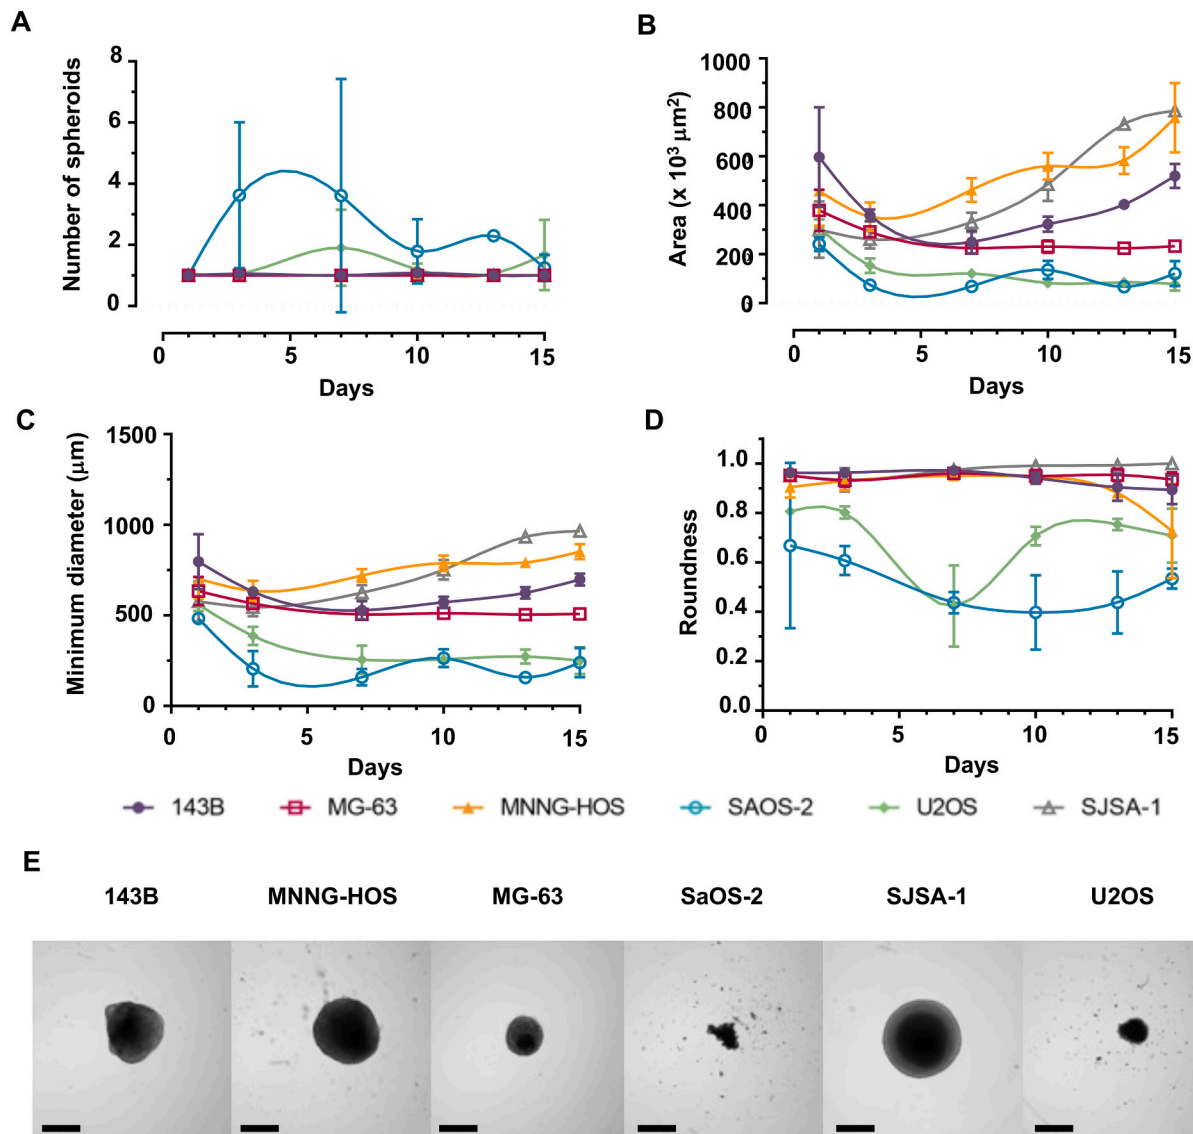 A
Number of spheroids
8
6
4
2
0
0 5 10 15
Days
B
Area (x 10³ μm²)
1000
800
600
400
200
0
0 5 10 15
Days
C
Minimum diameter (μm)
1500
1000
500
0
0 5 10 15
Days
D
Roundness
1.0
0.8
0.6
0.4
0.2
0.0
0 5 10 15
Days
143B MG-63 MNNG-HOS SAOS-2 U2OS SJSA-1
E
143B MNNG-HOS MG-63 SaOS-2 SJSA-1 U2OS